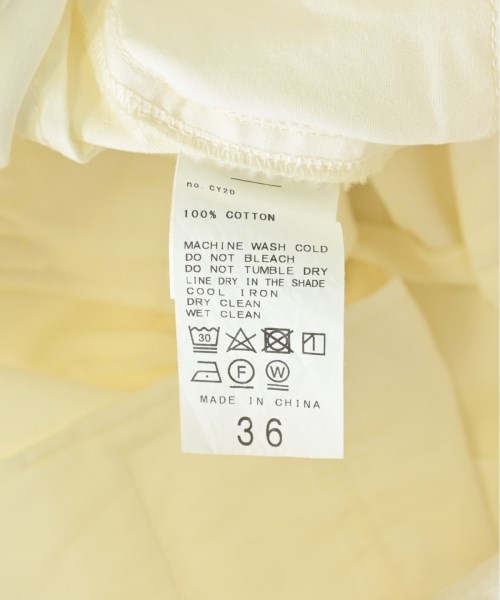 no. CY20
100% COTTON
MACHINE WASH COLD
DO NOT BLEACH
DO NOT TUMBLE DRY
LINE DRY IN THE SHADE
COOL IRON
DRY CLEAN
WET CLEAN
30
F W
MADE IN CHINA
36